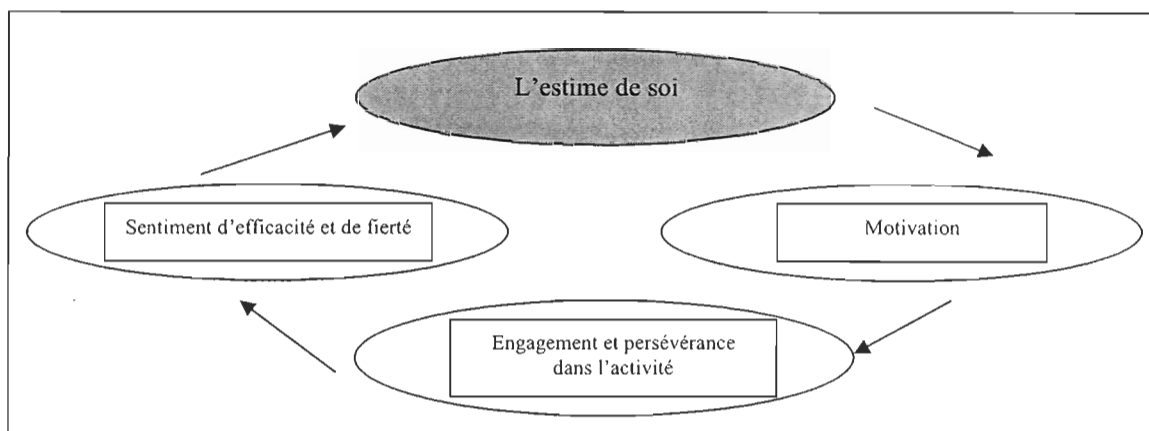 L'estime de soi
Sentiment d'efficacité et de fierté
Motivation
Engagement et persévérance
dans l'activité